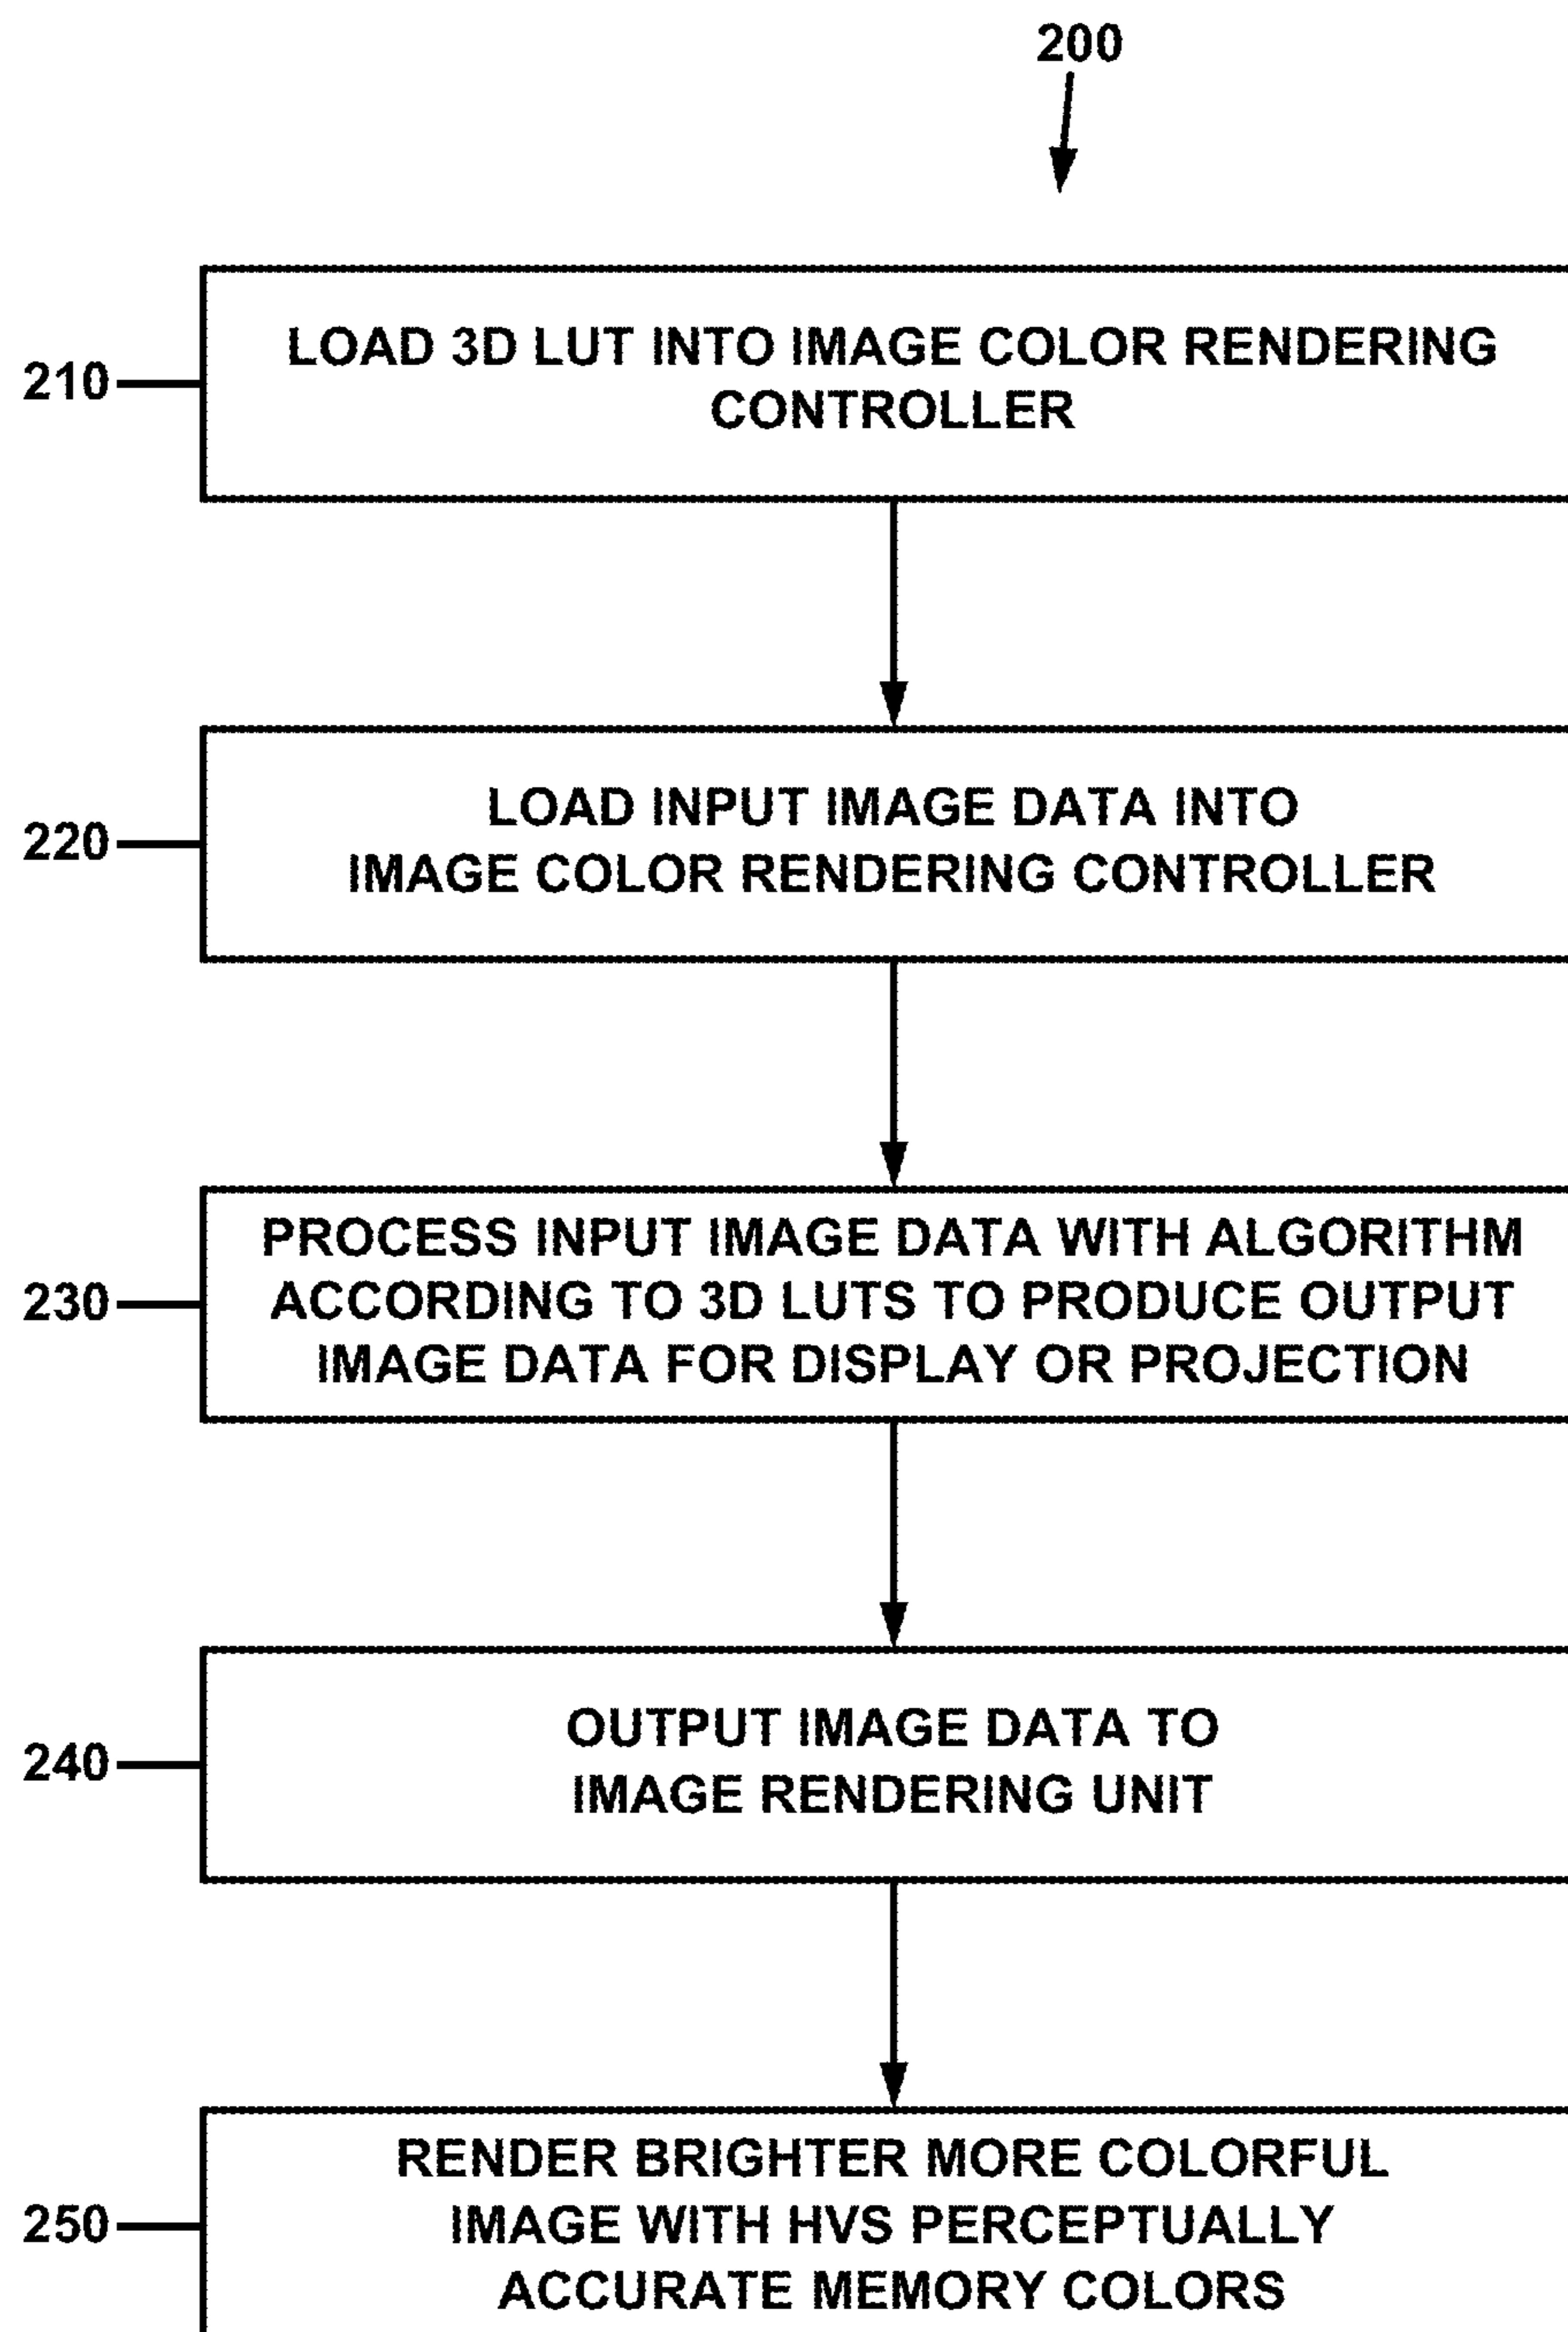 200
210
LOAD 3D LUT INTO IMAGE COLOR RENDERING
CONTROLLER
220
LOAD INPUT IMAGE DATA INTO
IMAGE COLOR RENDERING CONTROLLER
230
PROCESS INPUT IMAGE DATA WITH ALGORITHM
ACCORDING TO 3D LUTS TO PRODUCE OUTPUT
IMAGE DATA FOR DISPLAY OR PROJECTION
240
OUTPUT IMAGE DATA TO
IMAGE RENDERING UNIT
250
RENDER BRIGHTER MORE COLORFUL
IMAGE WITH HVS PERCEPTUALLY
ACCURATE MEMORY COLORS